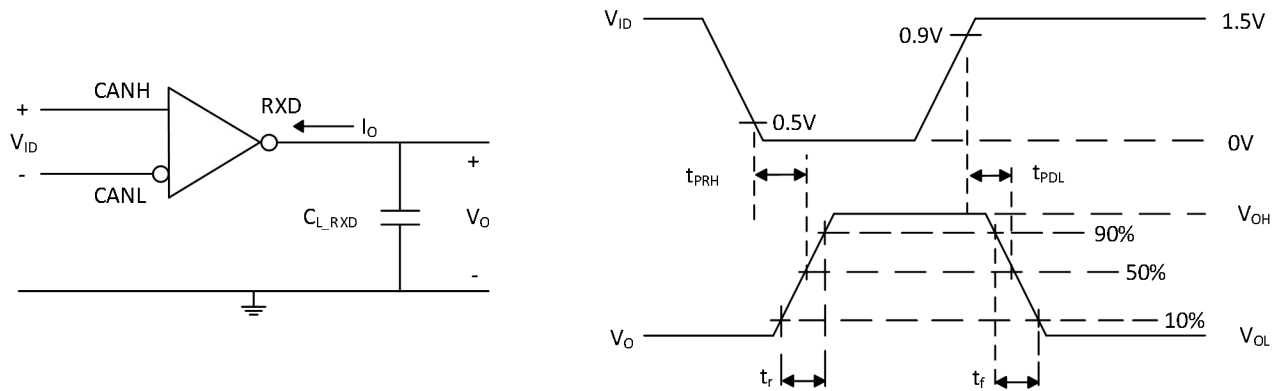 CANH
RXD
+
I_O
V_ID
+
-
CANL
C_L_RXD
V_O
-
V_ID
0.9V
1.5V
0.5V
0V
t_PRH
t_PDL
V_OH
90%
50%
10%
V_O
V_OL
t_r
t_f